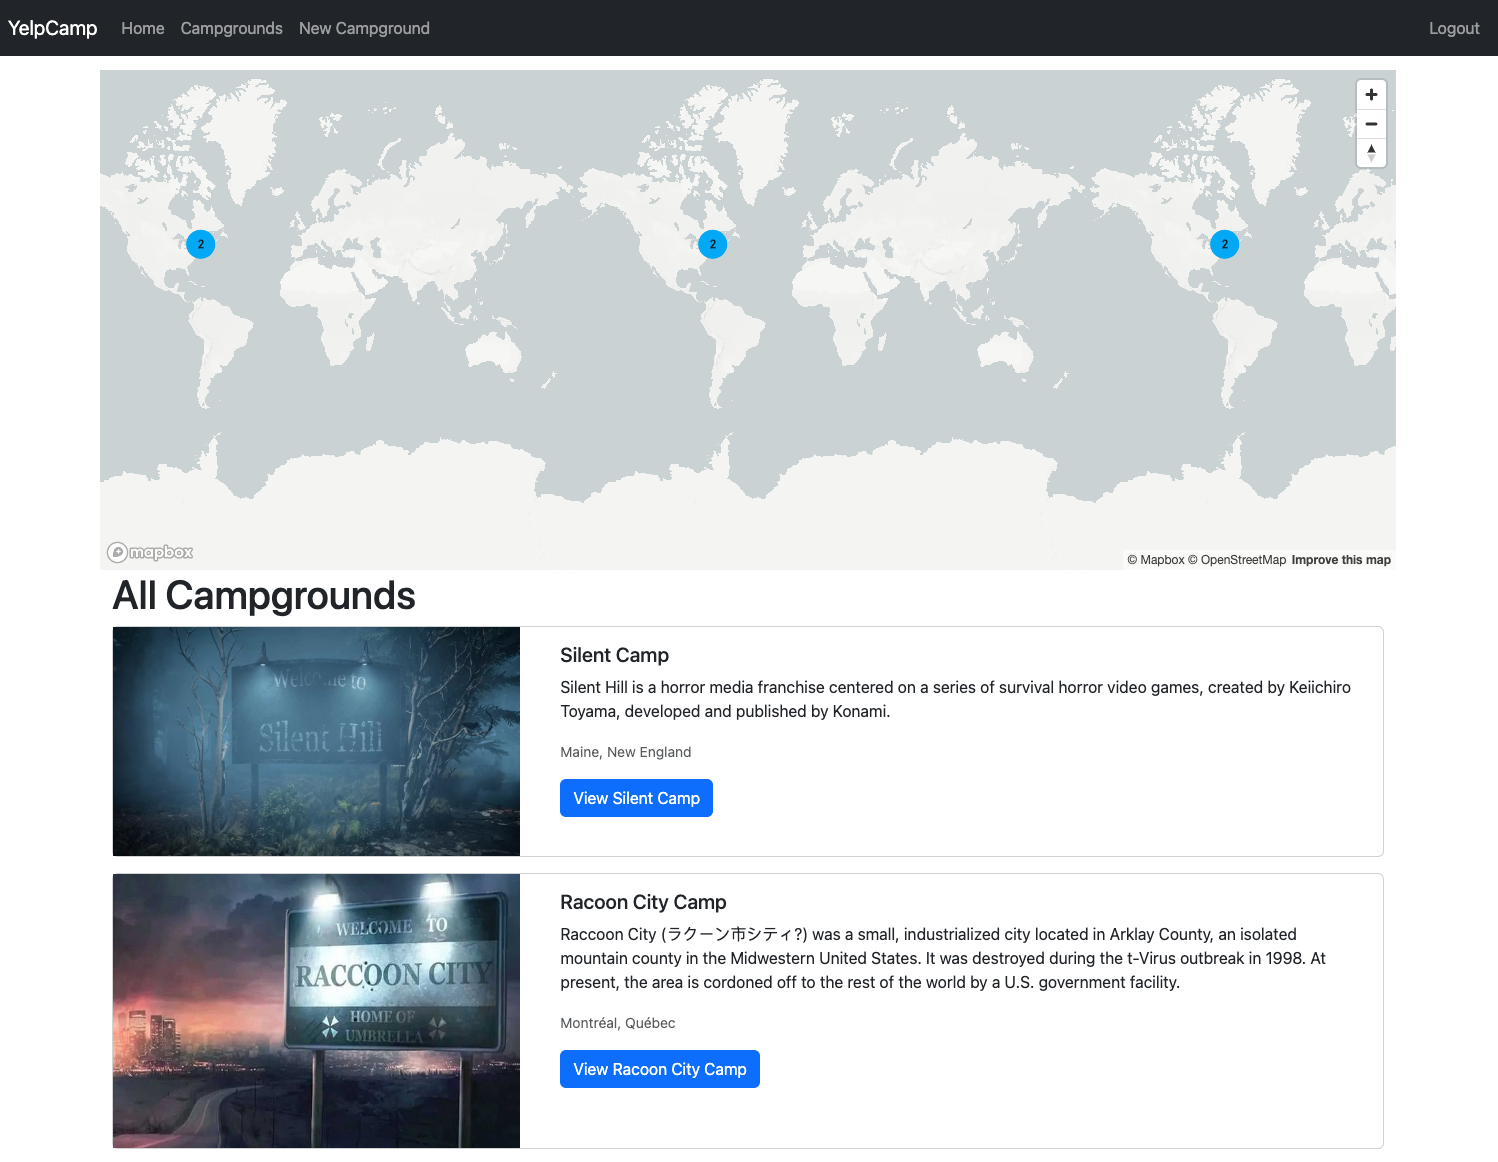 YelpCamp Home Campgrounds New Campground Logout
2 2 2
mapbox
© Mapbox © OpenStreetMap Improve this map
All Campgrounds
Welcome to
Silent Hill
Silent Camp
Silent Hill is a horror media franchise centered on a series of survival horror video games, created by Keiichiro
Toyama, developed and published by Konami.
Maine, New England
View Silent Camp
WELCOME TO
RACCOON CITY
HOME OF
UMBRELLA
Racoon City Camp
Raccoon City (ラクーン市シティ?) was a small, industrialized city located in Arklay County, an isolated
mountain county in the Midwestern United States. It was destroyed during the t-Virus outbreak in 1998. At
present, the area is cordoned off to the rest of the world by a U.S. government facility.
Montréal, Québec
View Racoon City Camp